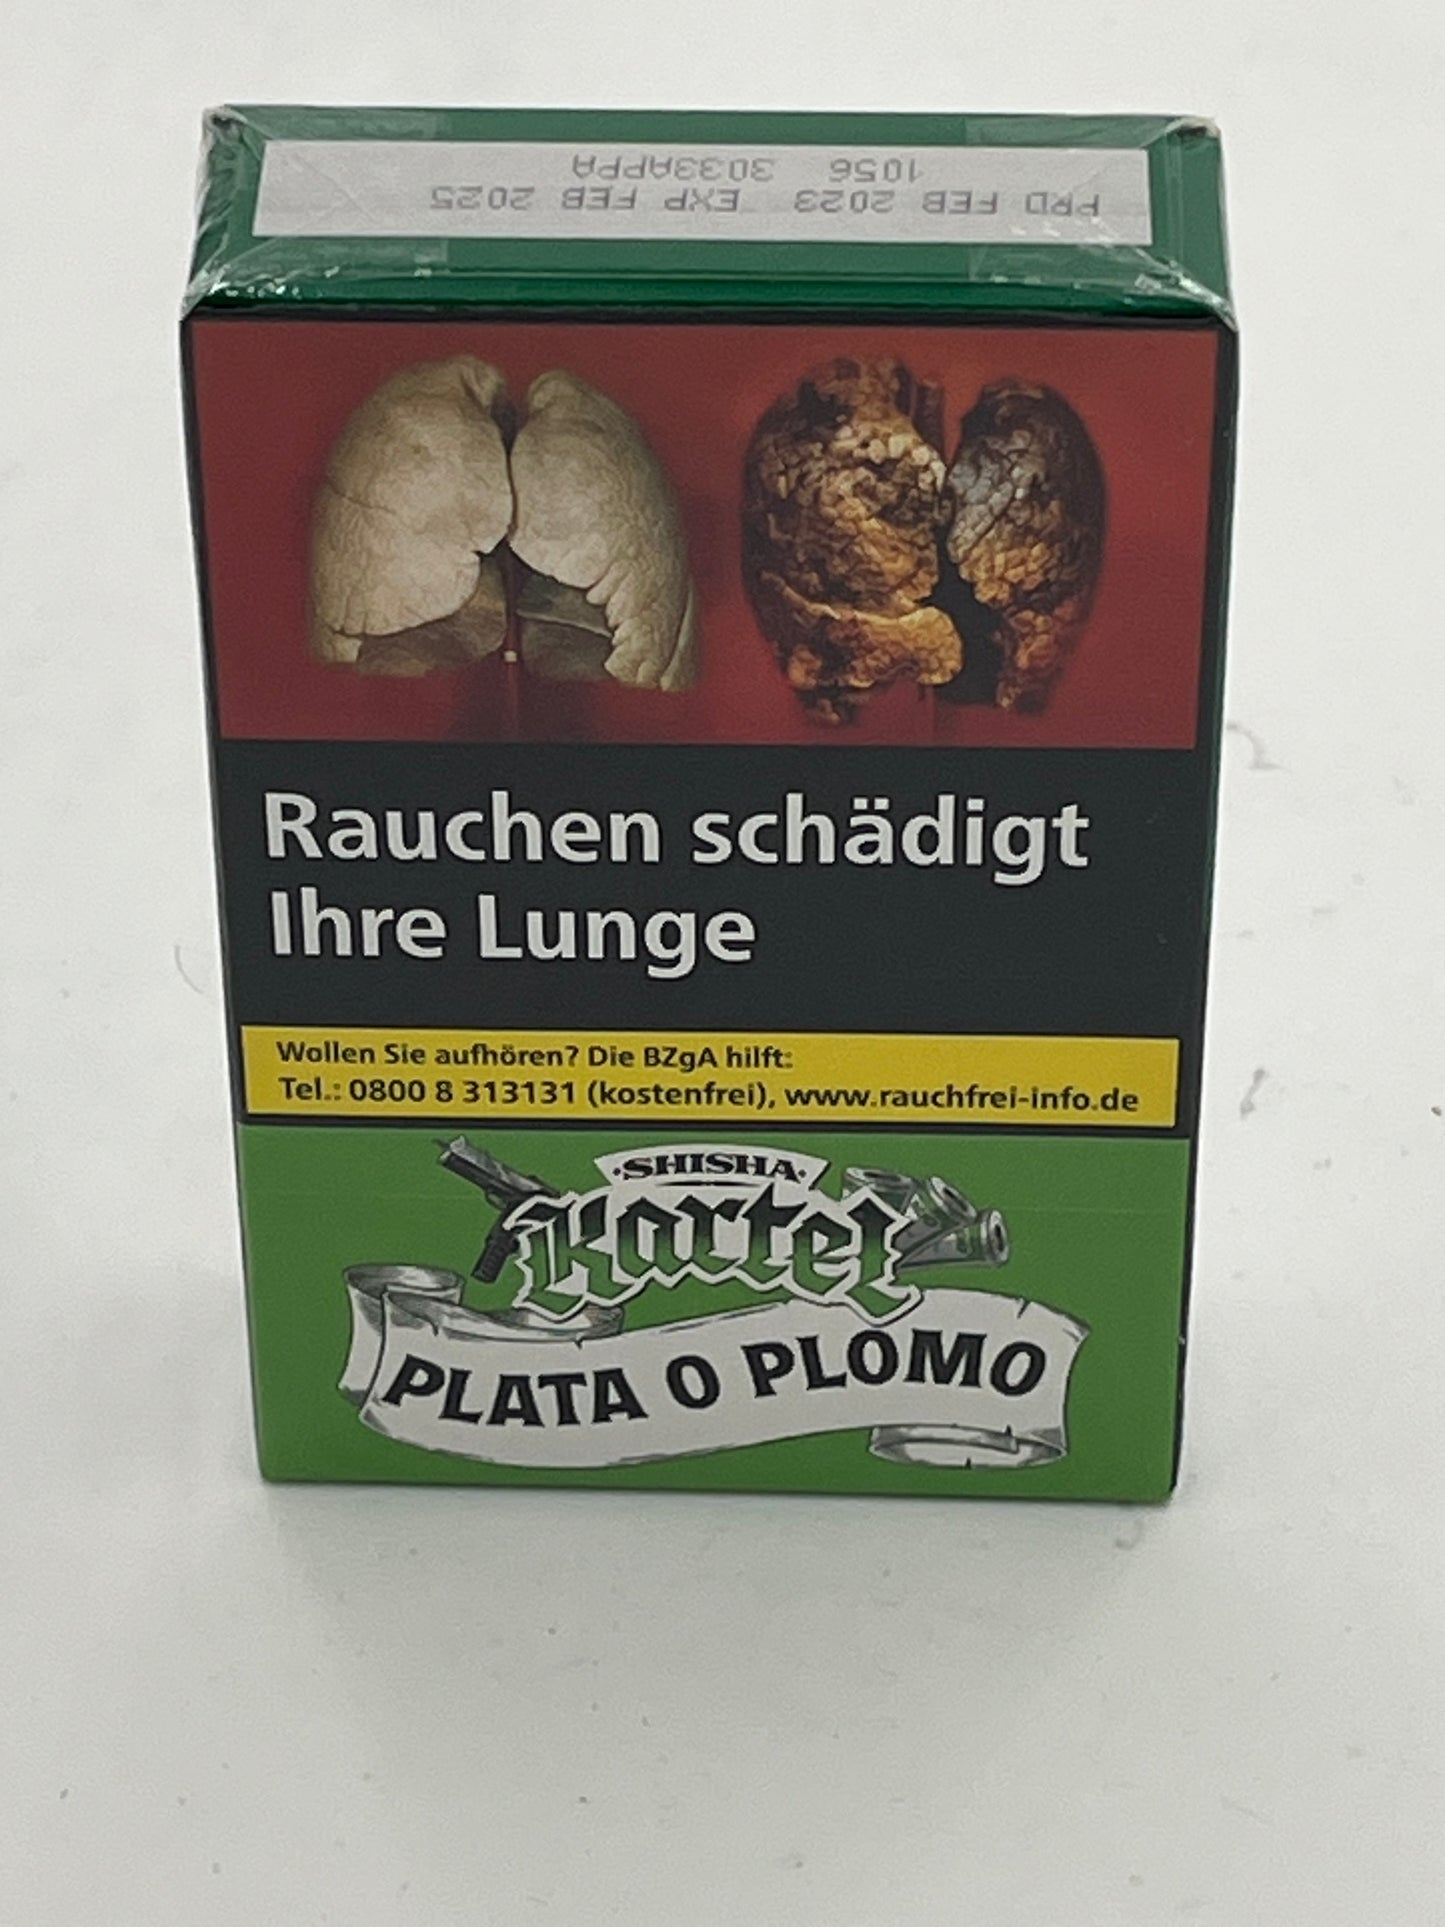 PRD FEB 2023 EXP FEB 2025
1056 3033APPA
Rauchen schädigt
Ihre Lunge
Wollen Sie aufhören? Die BZgA hilft:
Tel.: 0800 8 313131 (kostenfrei), www.rauchfrei-info.de
·SHISHA·
Kartel
PLATA O PLOMO